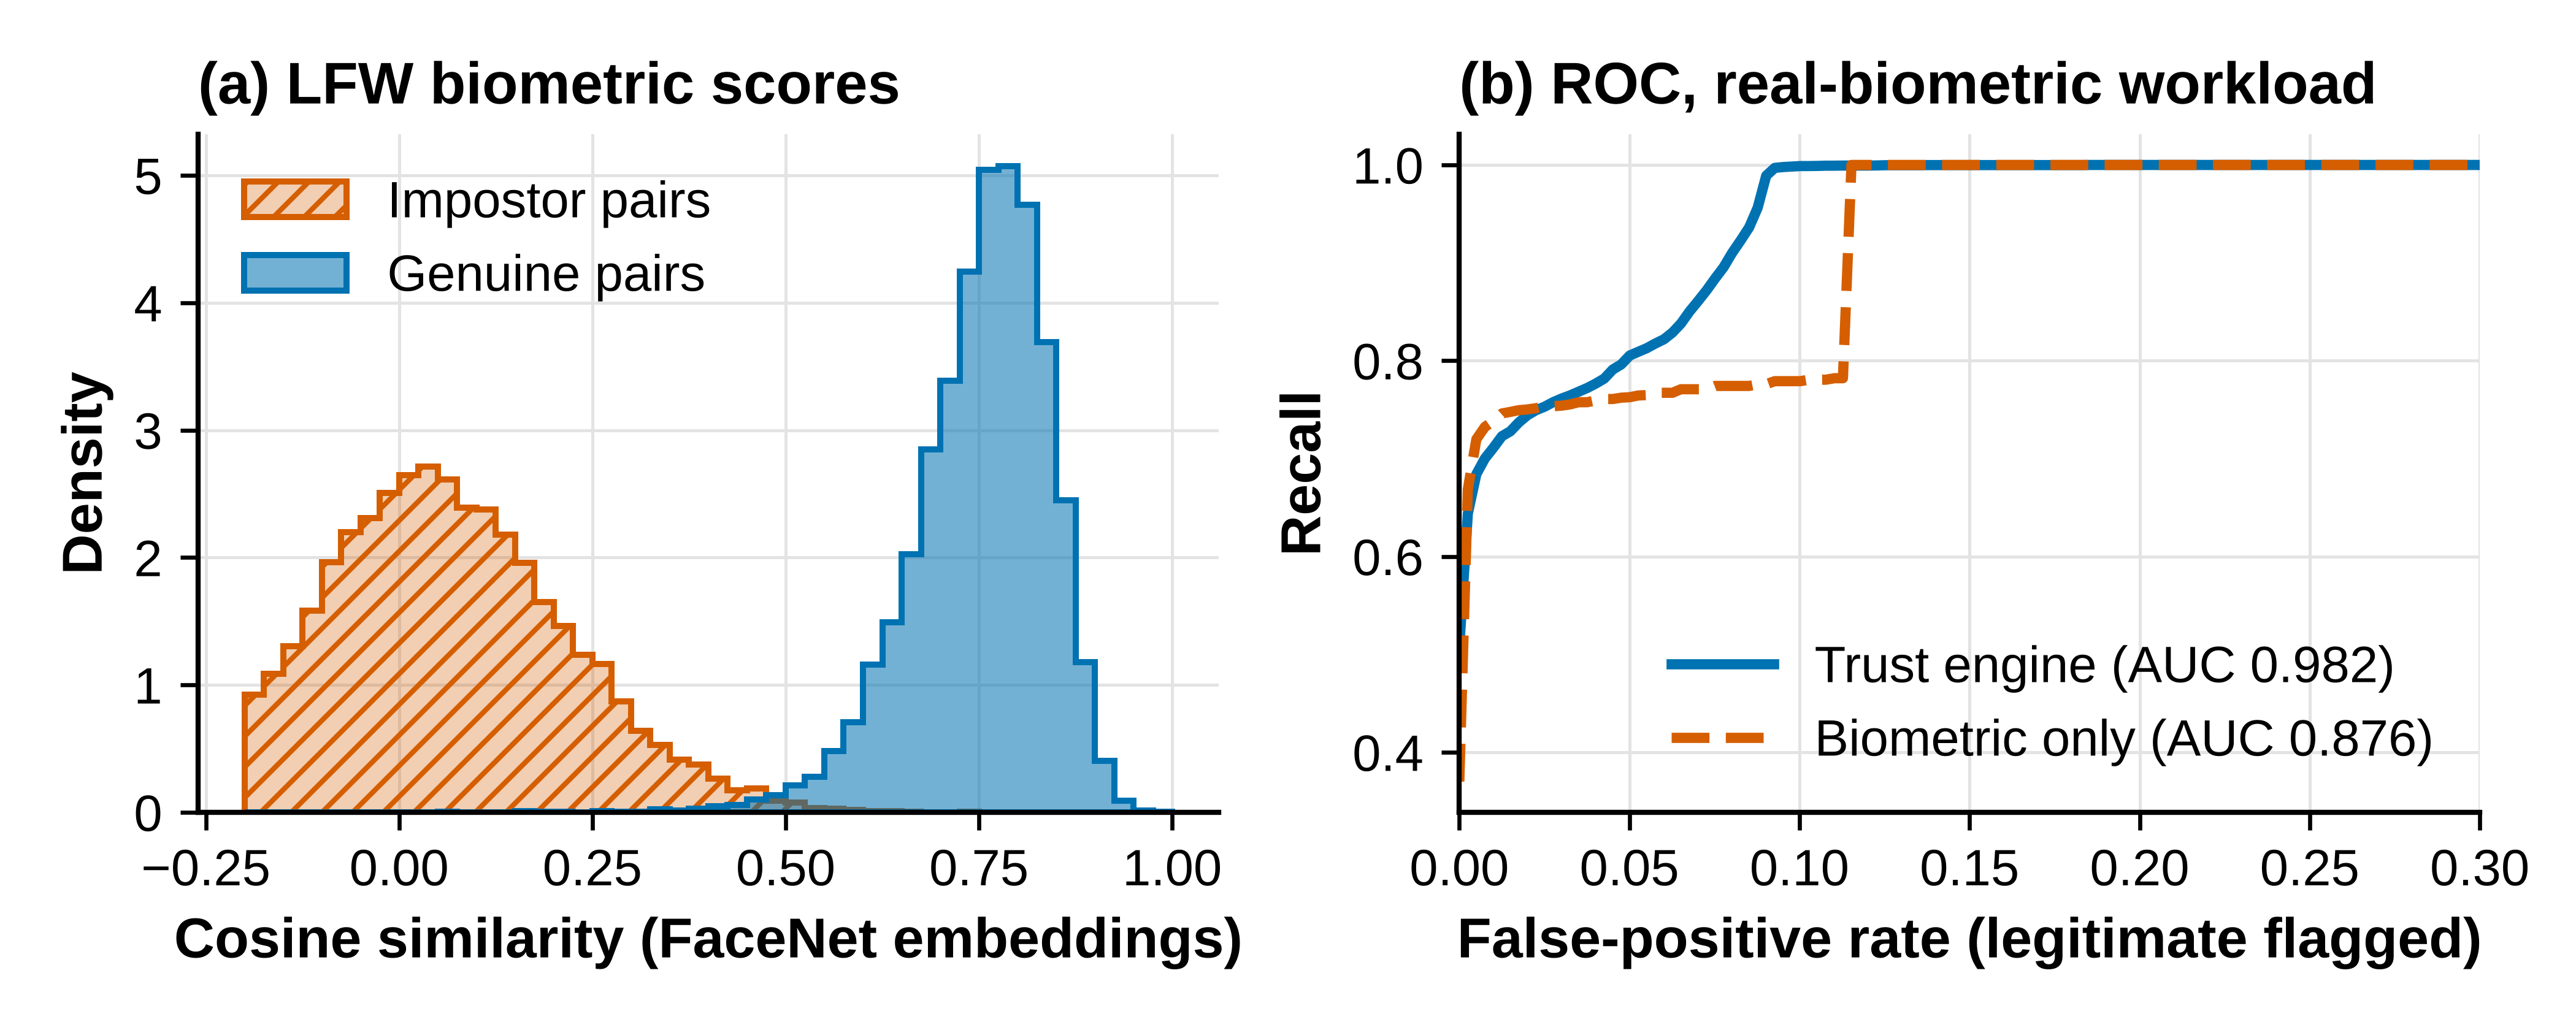 (a) LFW biometric scores
Impostor pairs
Genuine pairs
Density
5
4
3
2
1
0
−0.25 0.00 0.25 0.50 0.75 1.00
Cosine similarity (FaceNet embeddings)
(b) ROC, real-biometric workload
Recall
1.0
0.8
0.6
0.4
Trust engine (AUC 0.982)
Biometric only (AUC 0.876)
0.00 0.05 0.10 0.15 0.20 0.25 0.30
False-positive rate (legitimate flagged)